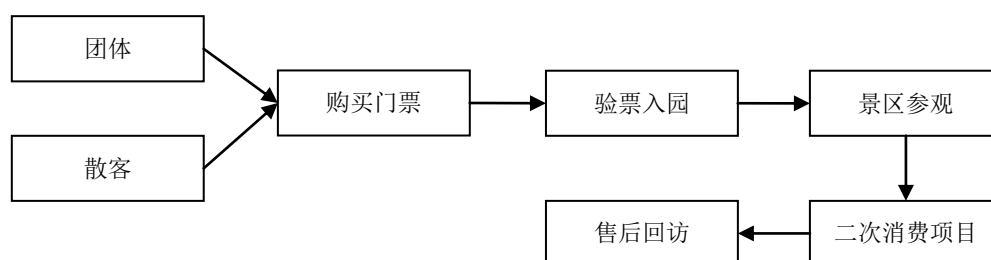 团体
散客
购买门票
验票入园
景区参观
二次消费项目
售后回访